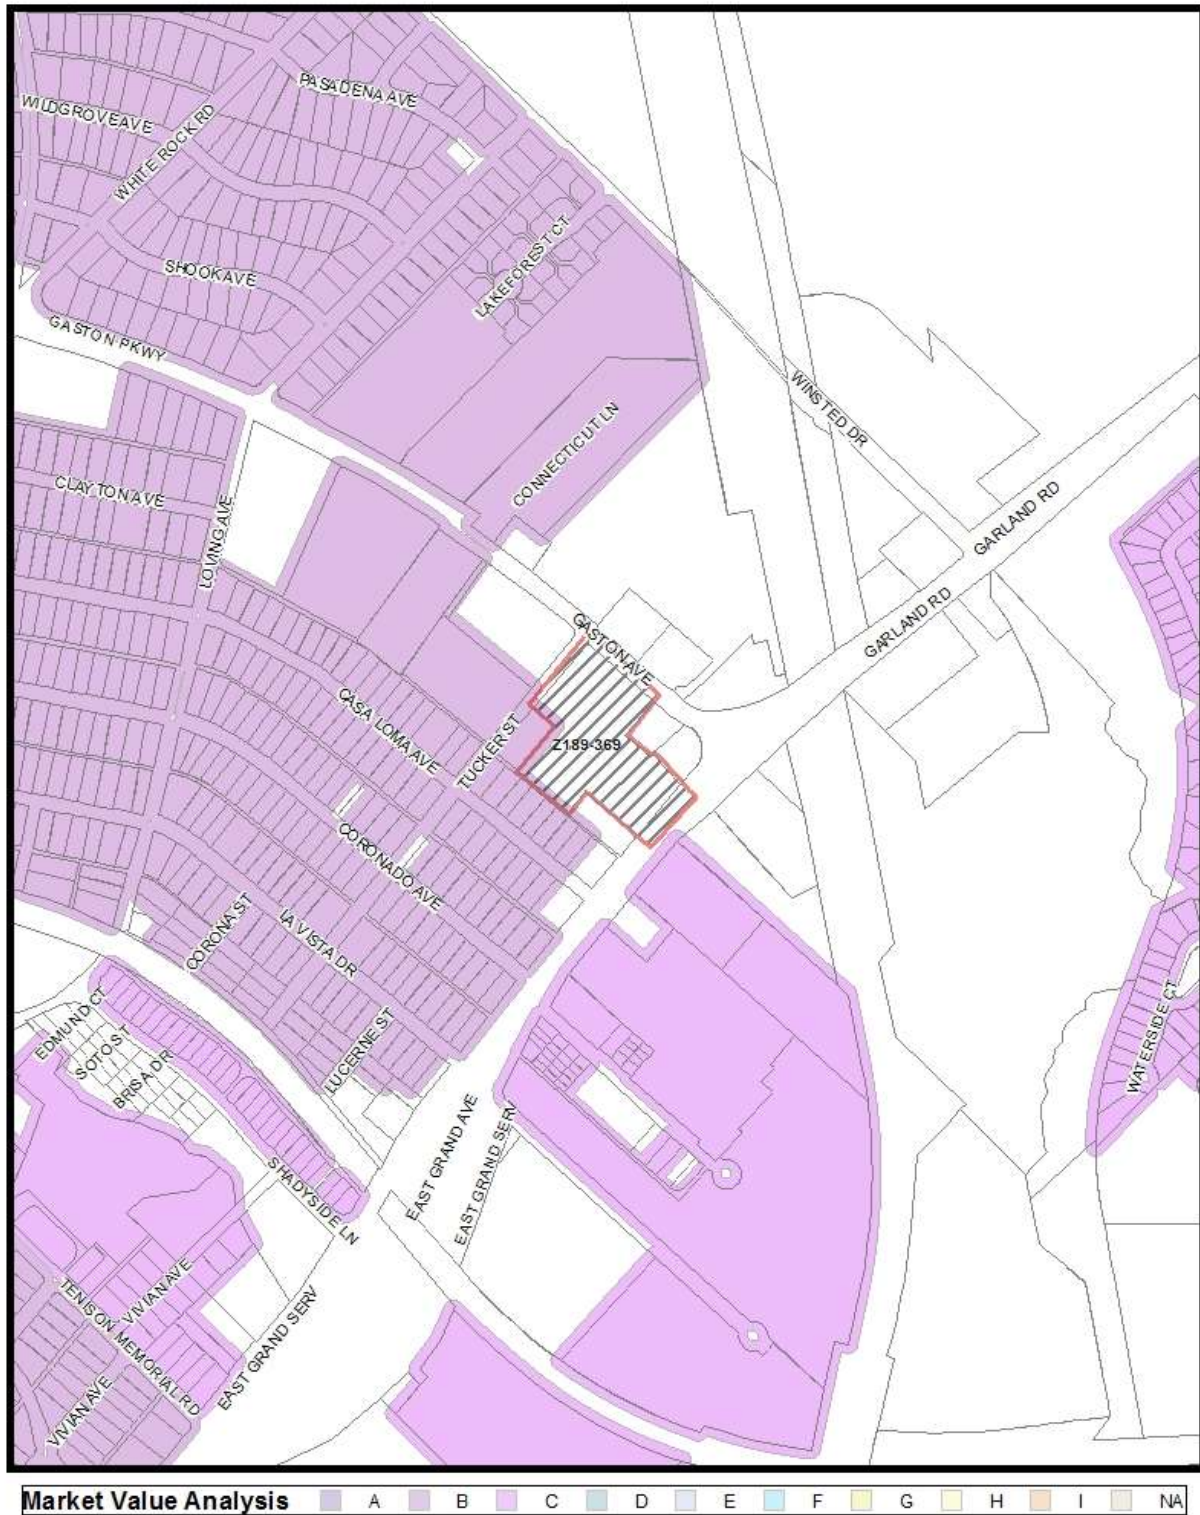 PASADENA AVE
WILDGROVE AVE
WHITE ROCK RD
LAKEFOREST CT
SHOOK AVE
GASTON PKWY
WINSTED DR
CONNECTICUT LN
CLAYTON AVE
LOVING AVE
GARLAND RD
GARLAND RD
GASTON AVE
CASA LOMA AVE
TUCKER ST
Z189-369
CORONADO AVE
CORONA ST
LA VISTA DR
LUCERNE ST
EDMUND CT
SOTO ST
BRISA DR
WATERSIDE CT
EAST GRAND AVE
EAST GRAND SERV
SHADYSIDE LN
VIVIAN AVE
TENISON MEMORIAL RD
EAST GRAND SERV
VIVIAN AVE
Market Value Analysis A B C D E F G H I NA